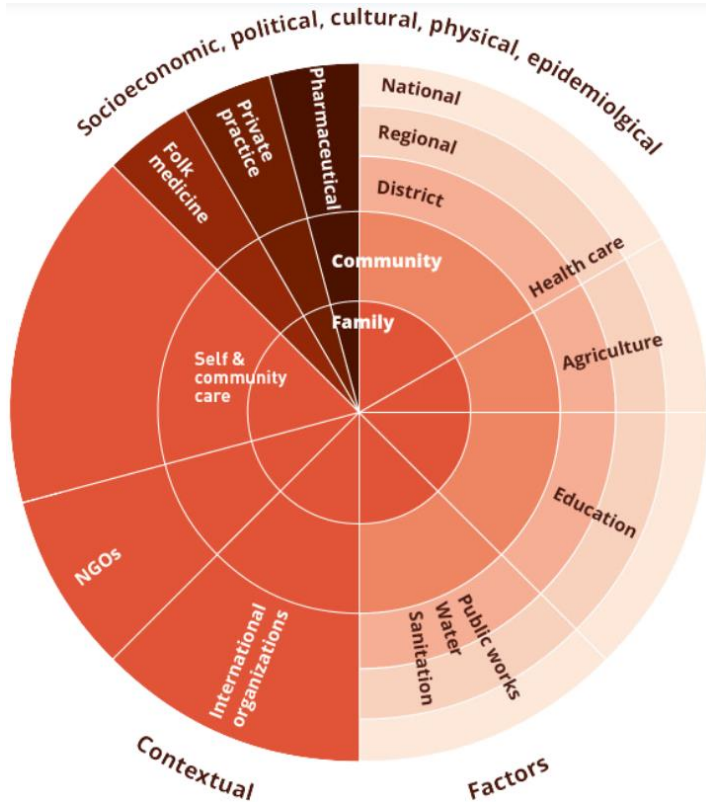 Socioeconomic, political, cultural, physical, epidemiolgical
Folk
medicine
Private
practice
Pharmaceutical
National
Regional
District
Community
Family
Health care
Agriculture
Self &
community
care
Education
NGOs
International
organizations
Public works
Water
Sanitation
Contextual
Factors